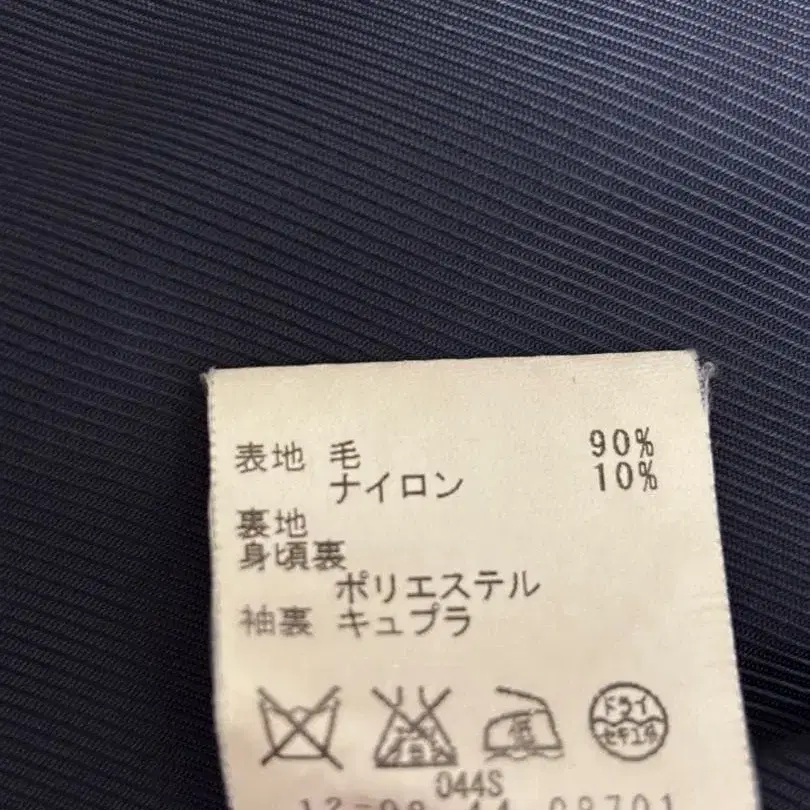 表地 毛 90%
ナイロン 10%
裏地
身頃裏
ポリエステル
袖裏 キュプラ
低
ドライ
セキユ系
044S